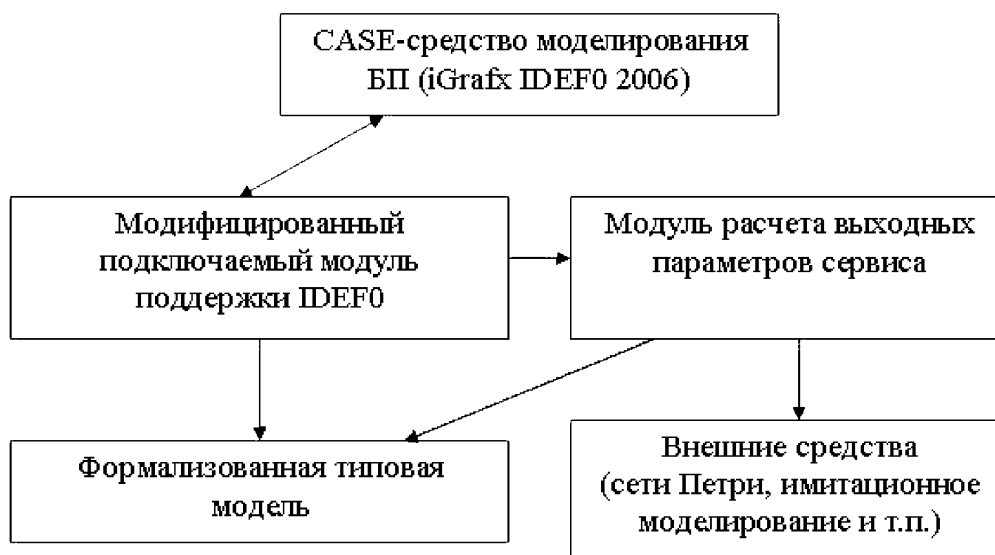 CASE-средство моделирования
БП (iGrafx IDEF0 2006)
Модифицированный
подключаемый модуль
поддержки IDEF0
Модуль расчета выходных
параметров сервиса
Формализованная типовая
модель
Внешние средства
(сети Петри, имитационное
моделирование и т.п.)